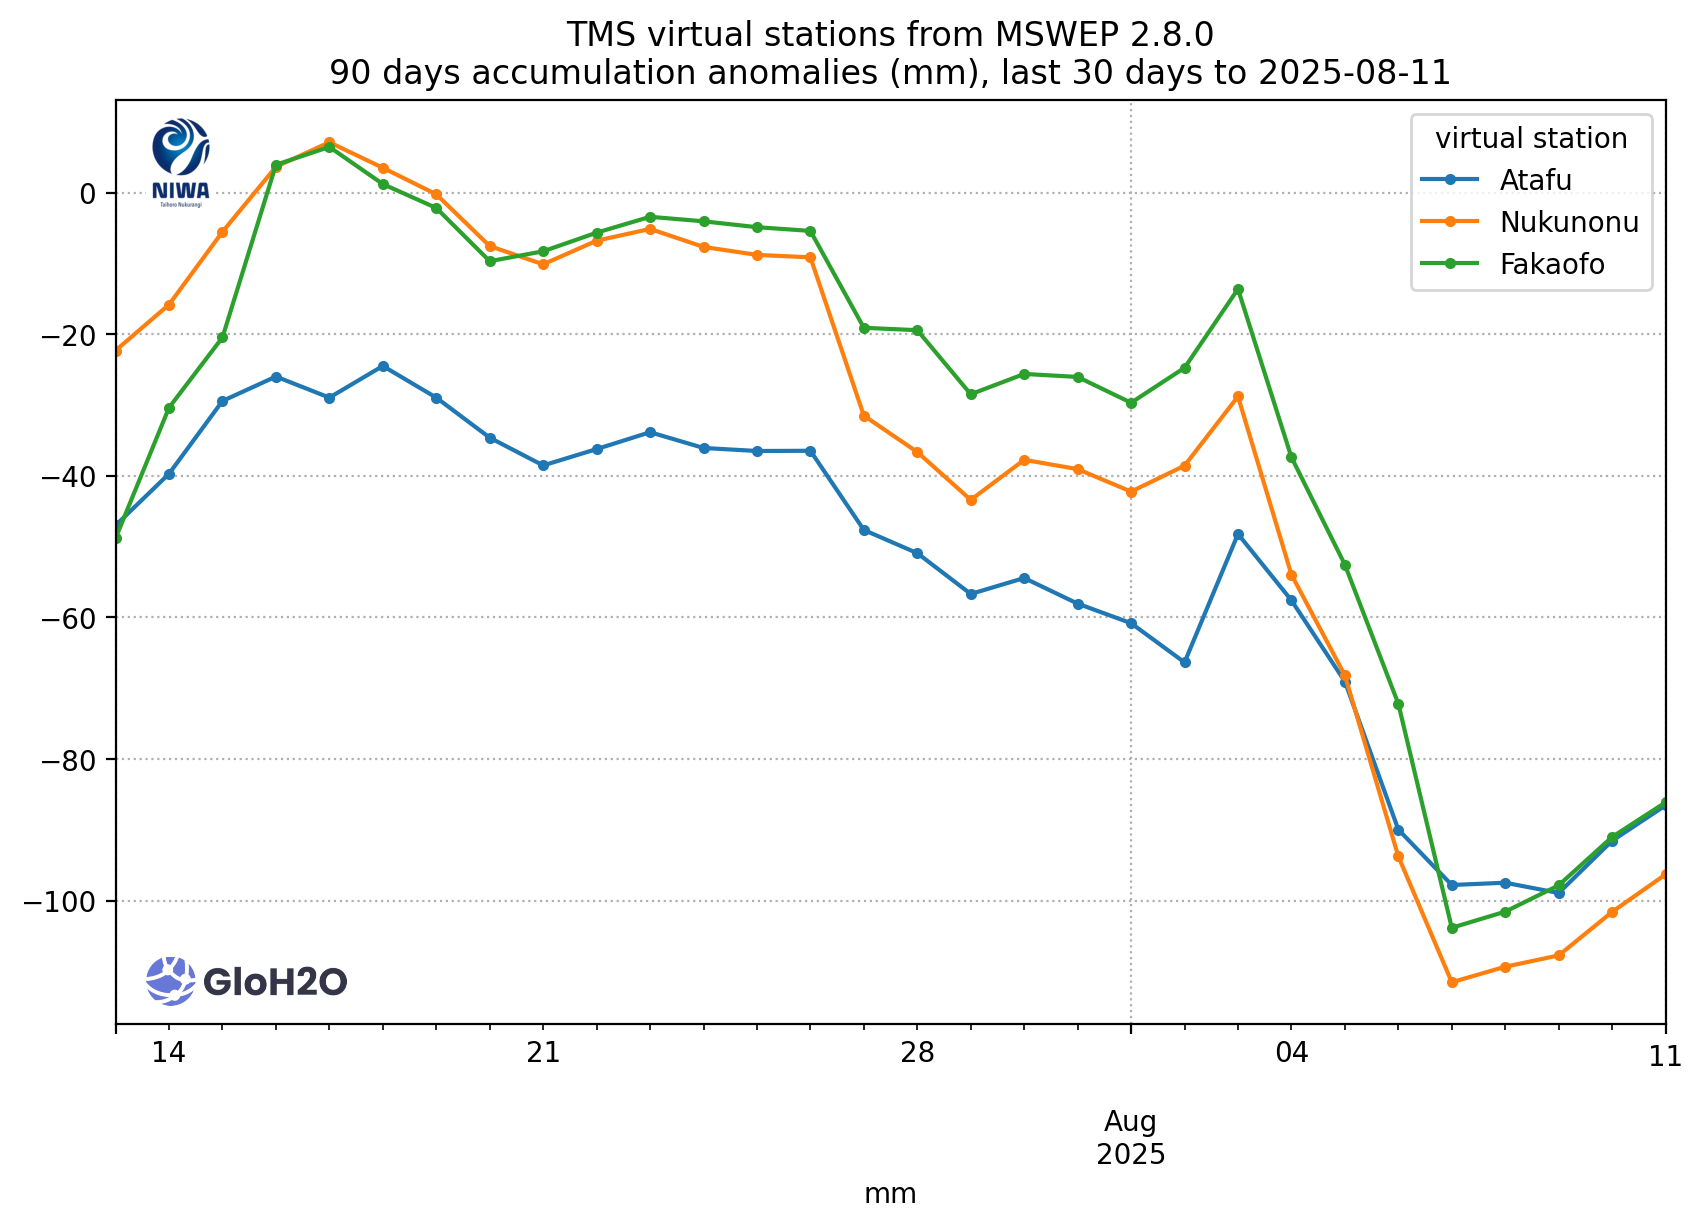 TMS virtual stations from MSWEP 2.8.0
90 days accumulation anomalies (mm), last 30 days to 2025-08-11
NIWA
Taihoro Nukurangi
virtual station
Atafu
Nukunonu
Fakaofo
0
−20
−40
−60
−80
−100
GloH2O
14 21 28 04 11
Aug
2025
mm